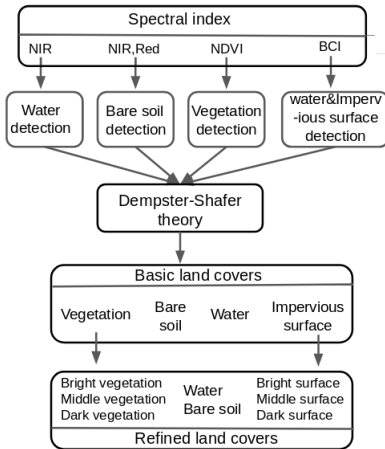 Spectral index
NIR NIR,Red NDVI BCI
Water
detection
Bare soil
detection
Vegetation
detection
water&Imperv
-ious surface
detection
Dempster-Shafer
theory
Basic land covers
Vegetation
Bare
soil
Water
Impervious
surface
Bright vegetation
Middle vegetation
Dark vegetation
Water
Bare soil
Bright surface
Middle surface
Dark surface
Refined land covers